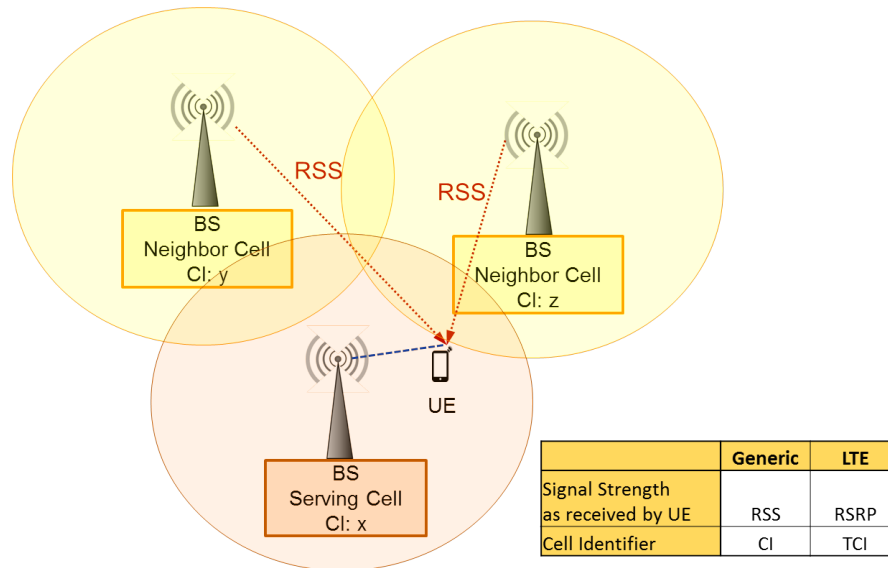 RSS
RSS
BS
Neighbor Cell
CI: y
BS
Neighbor Cell
CI: z
UE
BS
Serving Cell
CI: x
Generic LTE
Signal Strength
as received by UE RSS RSRP
Cell Identifier CI TCI